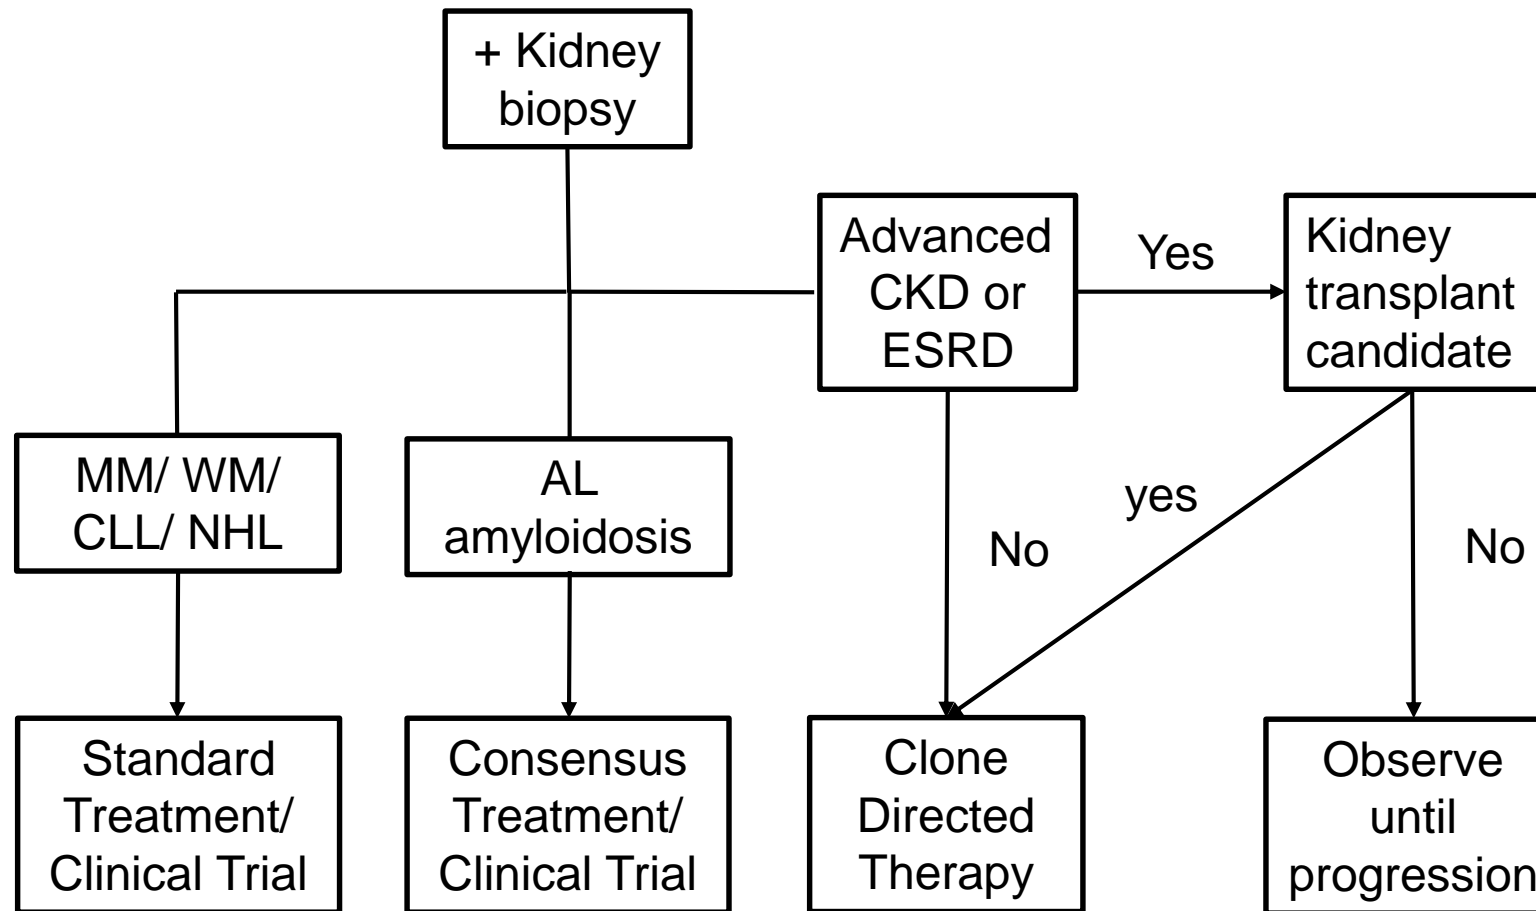 + Kidney
biopsy
Advanced
CKD or
ESRD
Yes
Kidney
transplant
candidate
MM/ WM/
CLL/ NHL
AL
amyloidosis
No
yes
No
Standard
Treatment/
Clinical Trial
Consensus
Treatment/
Clinical Trial
Clone
Directed
Therapy
Observe
until
progression